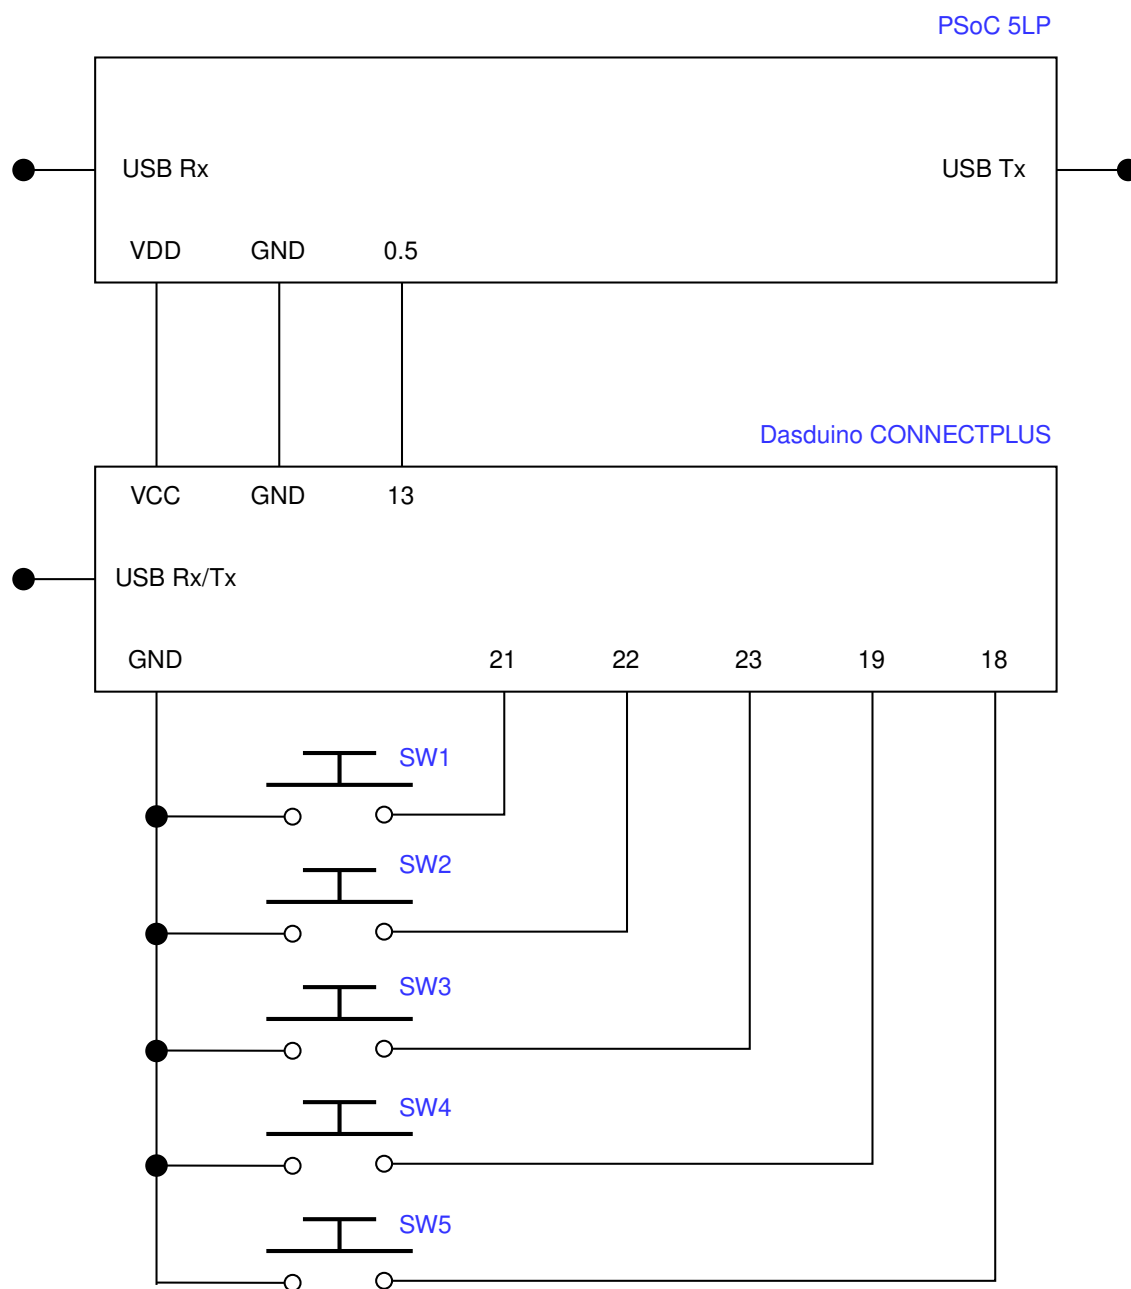 PSoC 5LP
USB Rx
USB Tx
VDD GND 0.5
Dasduino CONNECTPLUS
VCC GND 13
USB Rx/Tx
GND 21 22 23 19 18
SW1
SW2
SW3
SW4
SW5